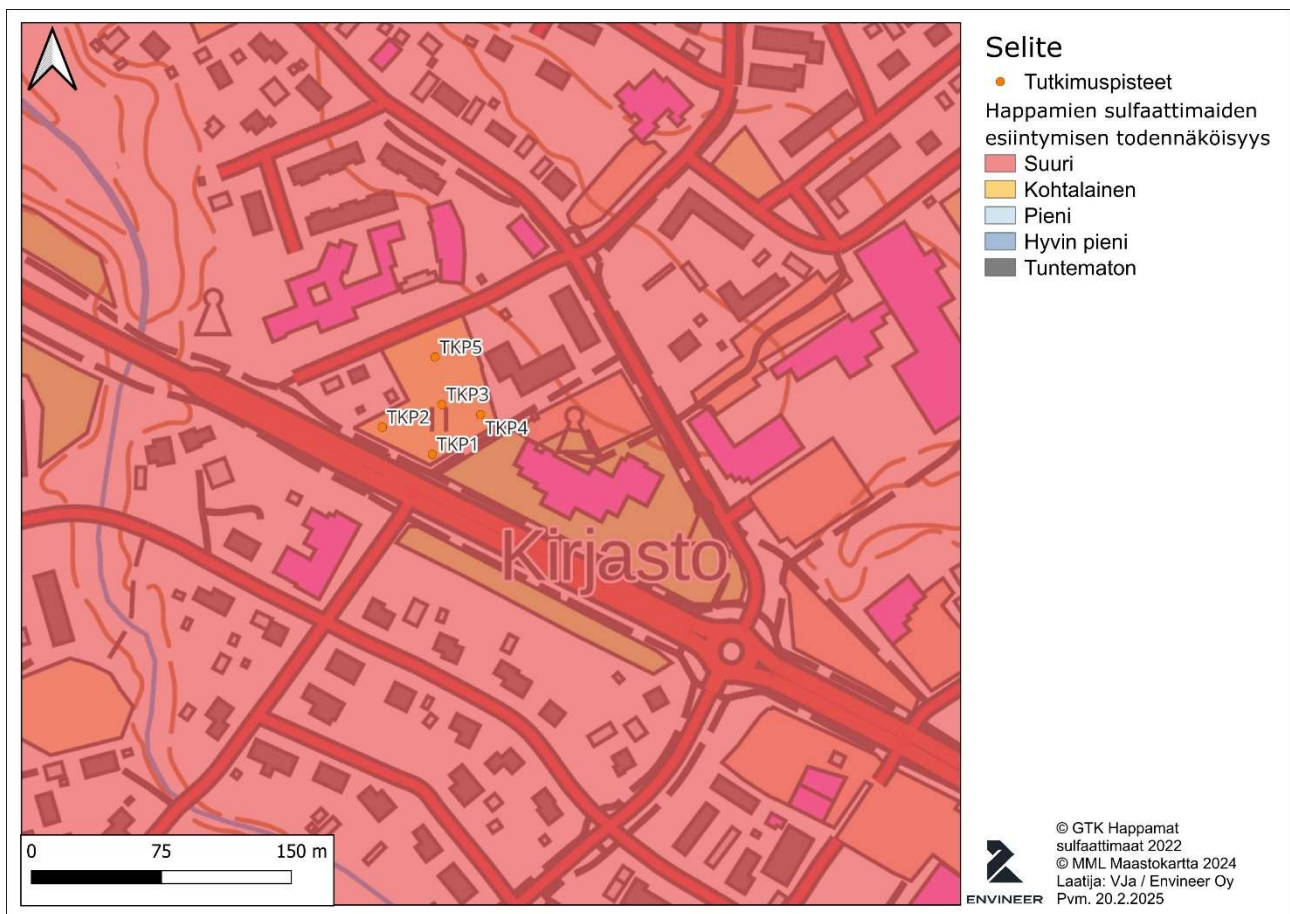 TKP5
TKP3
TKP2
TKP4
TKP1
Kirjasto
0 75 150 m
Selite
Tutkimuspisteet
Happamien sulfaattimaiden
esiintymisen todennäköisyys
Suuri
Kohtalainen
Pieni
Hyvin pieni
Tuntematon
ENVINEER
© GTK Happamat
sulfaattimaat 2022
© MML Maastokartta 2024
Laatija: VJa / Envineer Oy
Pvm. 20.2.2025